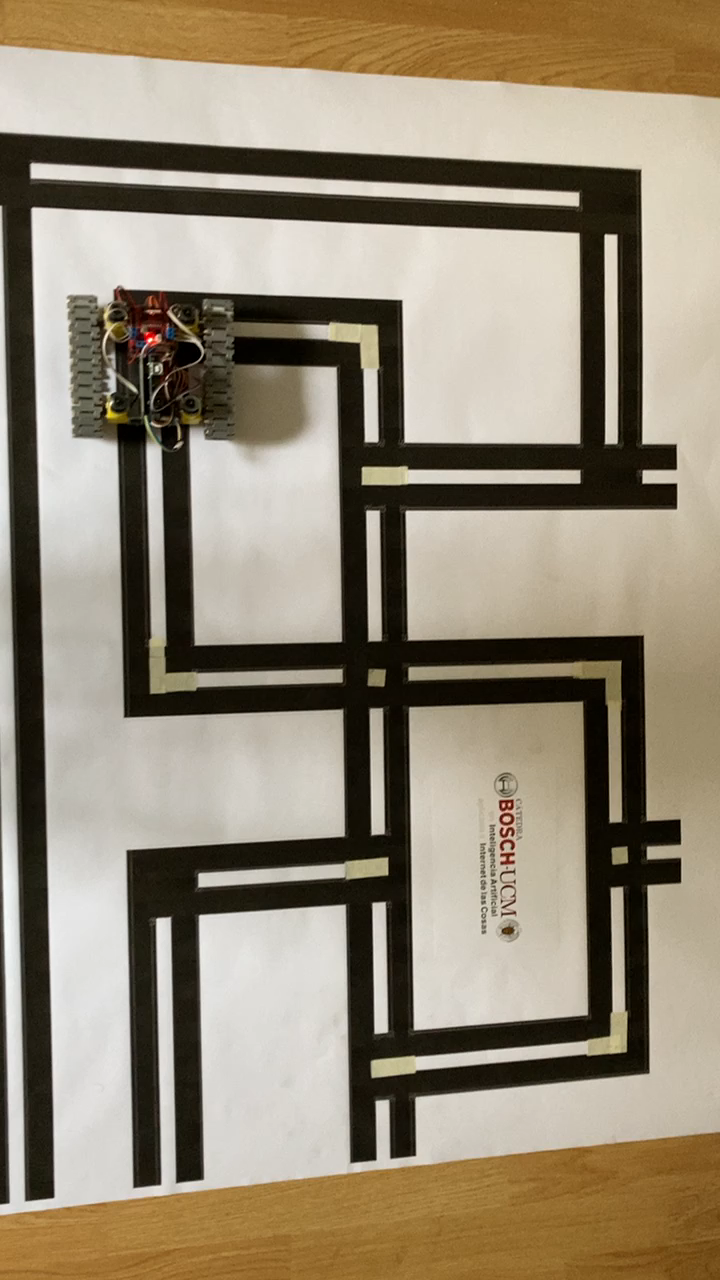 CÁTEDRA
BOSCH-UCM
Inteligencia Artificial
Internet de las Cosas